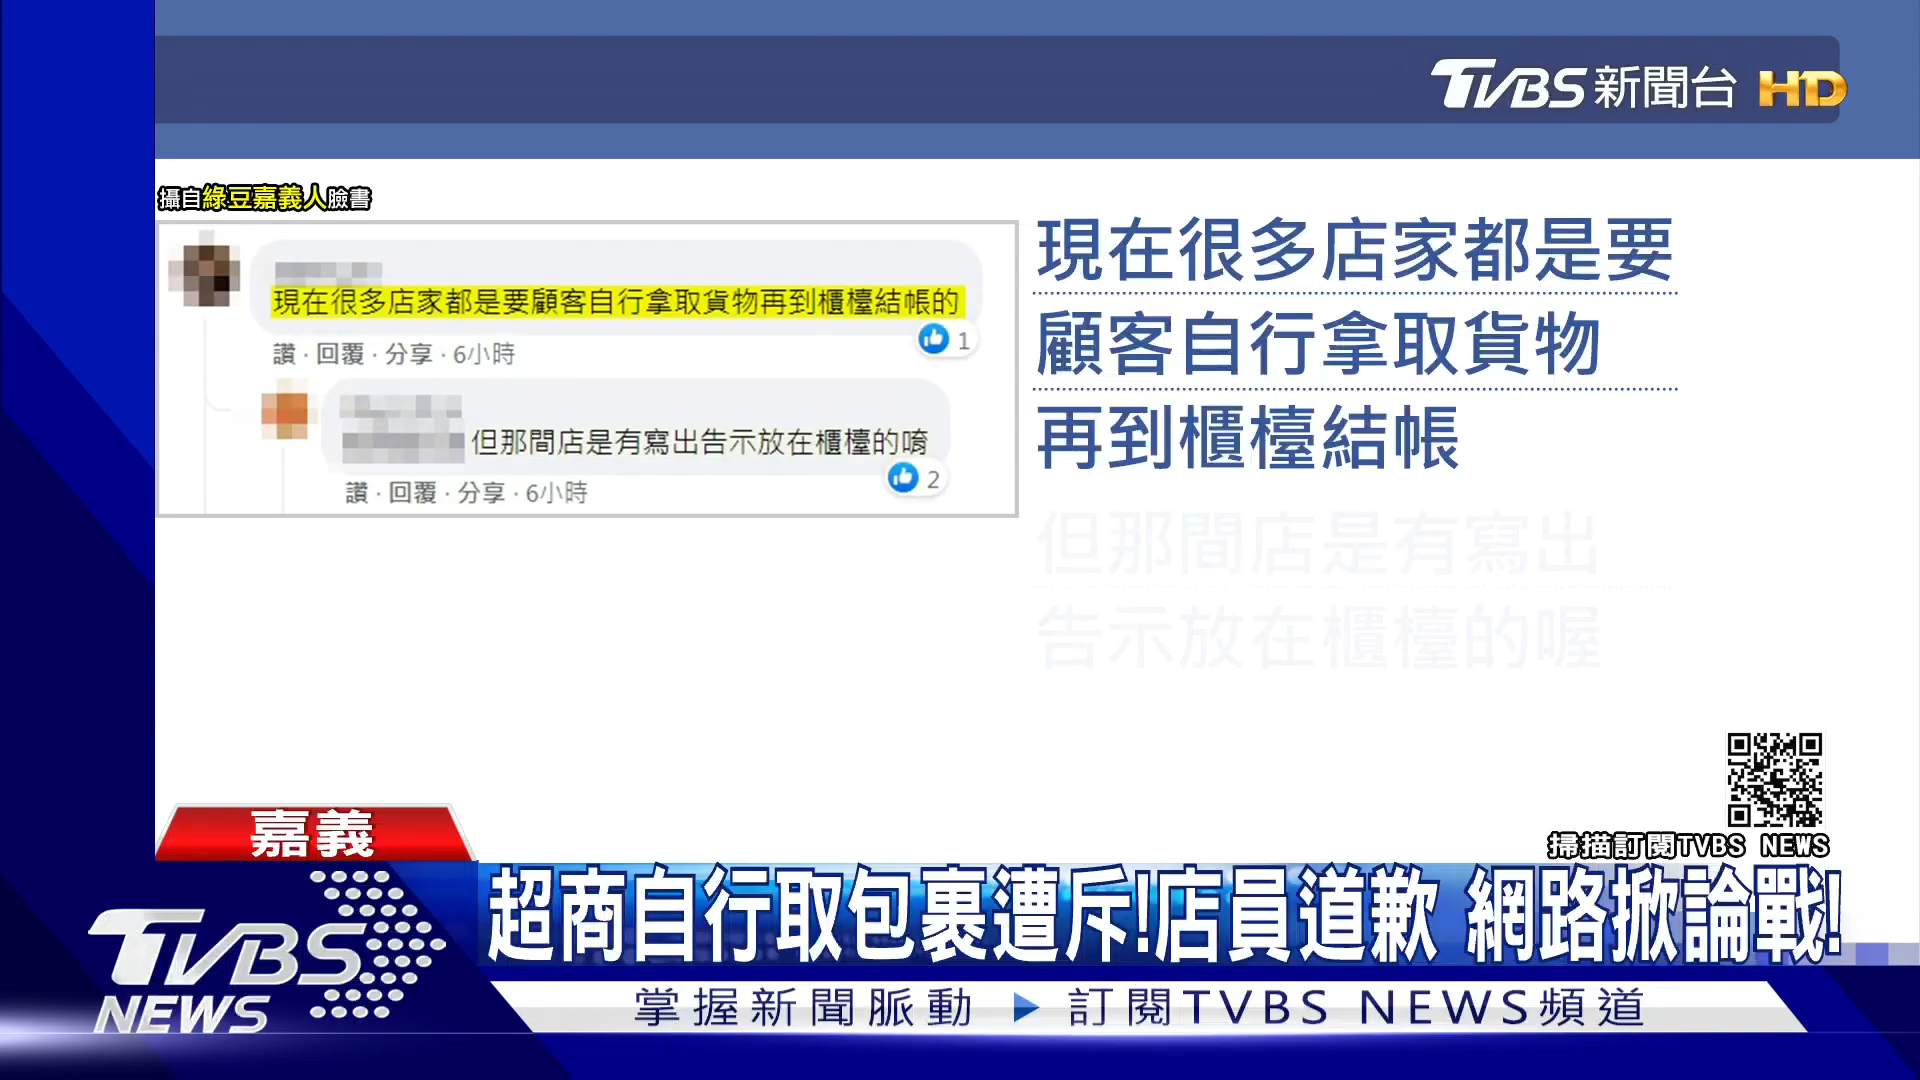 TVBS新聞台 HD
攝自綠豆嘉義人臉書
現在很多店家都是要顧客自行拿取貨物再到櫃檯結帳的
1
讚 · 回覆 · 分享 · 6小時
但那間店是有寫出告示放在櫃檯的唷
2
讚 · 回覆 · 分享 · 6小時
現在很多店家都是要
顧客自行拿取貨物
再到櫃檯結帳
但那間店是有寫出
告示放在櫃檯的喔
掃描訂閱TVBS NEWS
嘉義
超商自行取包裹遭斥!店員道歉 網路掀論戰!
TVBS
NEWS
掌握新聞脈動 ▶ 訂閱TVBS NEWS頻道